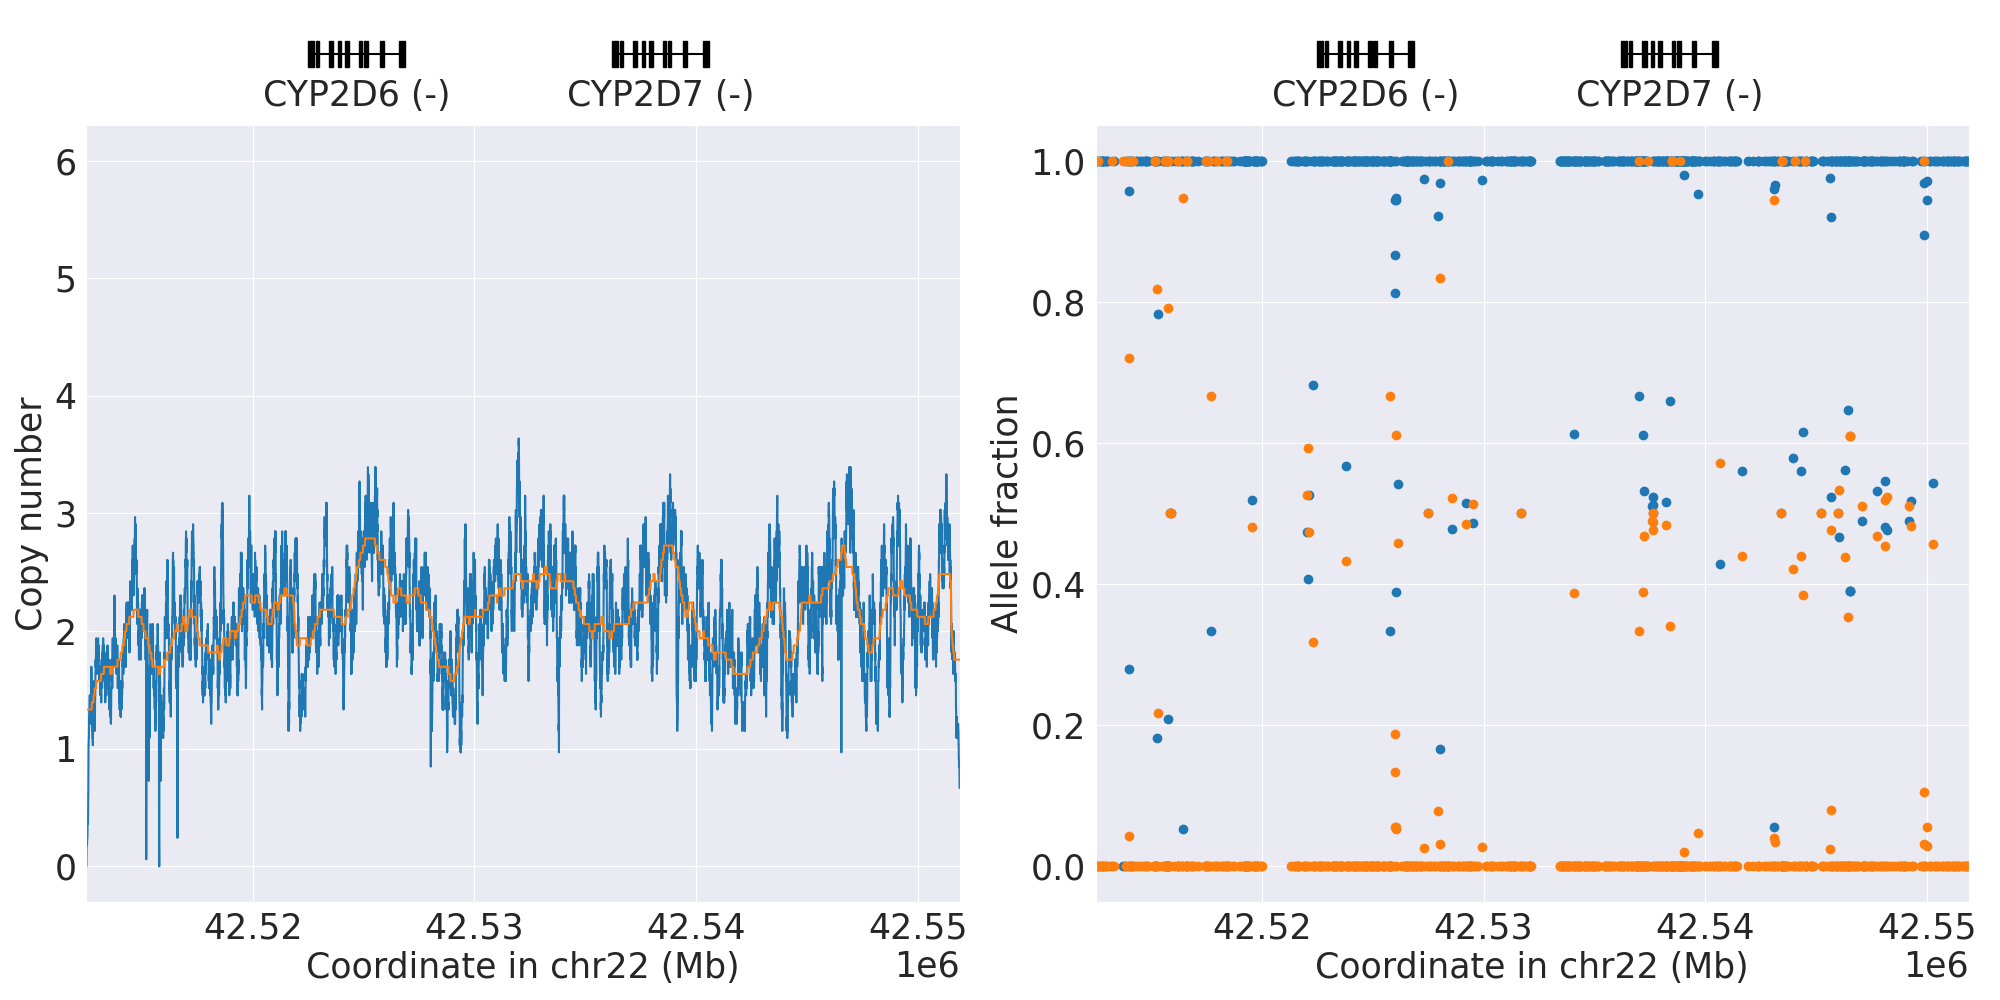 CYP2D6 (-)
CYP2D7 (-)
6
5
4
3
2
1
0
Copy number
42.52
42.53
42.54
42.55
1e6
Coordinate in chr22 (Mb)
CYP2D6 (-)
CYP2D7 (-)
1.0
0.8
0.6
0.4
0.2
0.0
Allele fraction
42.52
42.53
42.54
42.55
1e6
Coordinate in chr22 (Mb)